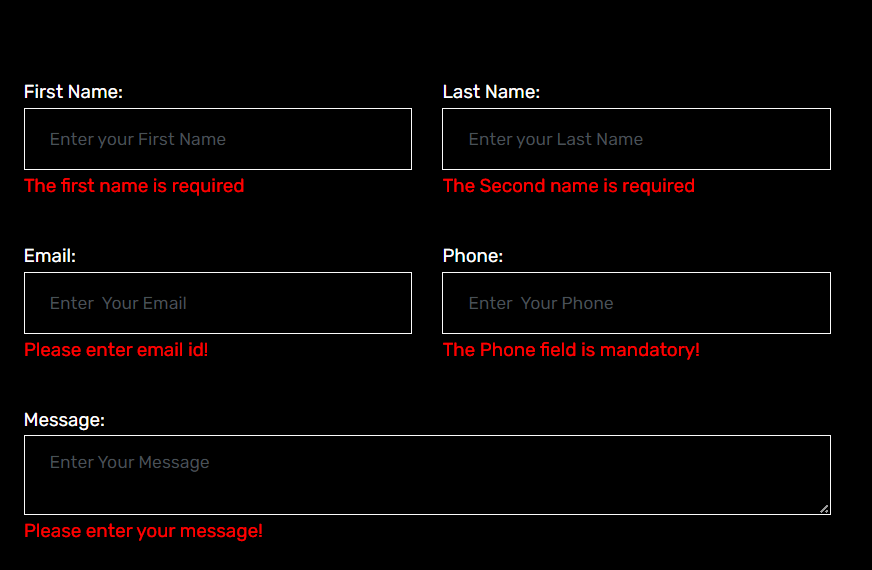 First Name:
Last Name:
Enter your First Name
Enter your Last Name
The first name is required
The Second name is required
Email:
Phone:
Enter  Your Email
Enter  Your Phone
Please enter email id!
The Phone field is mandatory!
Message:
Enter Your Message
Please enter your message!